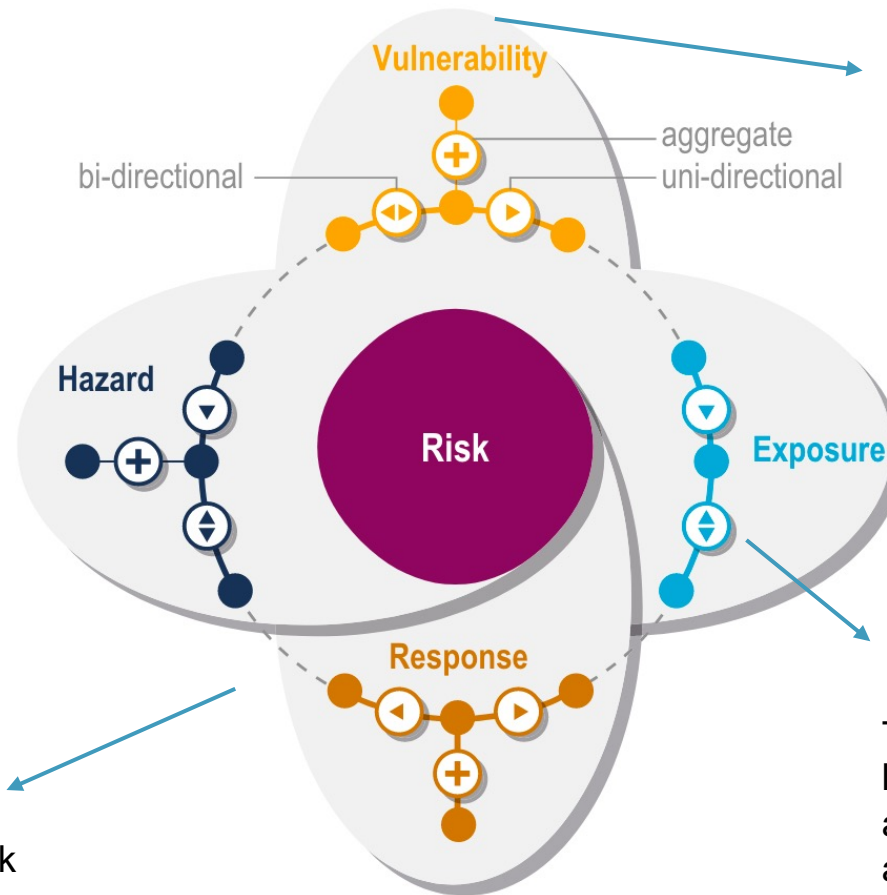 Vulnerability
aggregate
bi-directional
uni-directional
Hazard
Risk
Exposure
Response
k
a
a